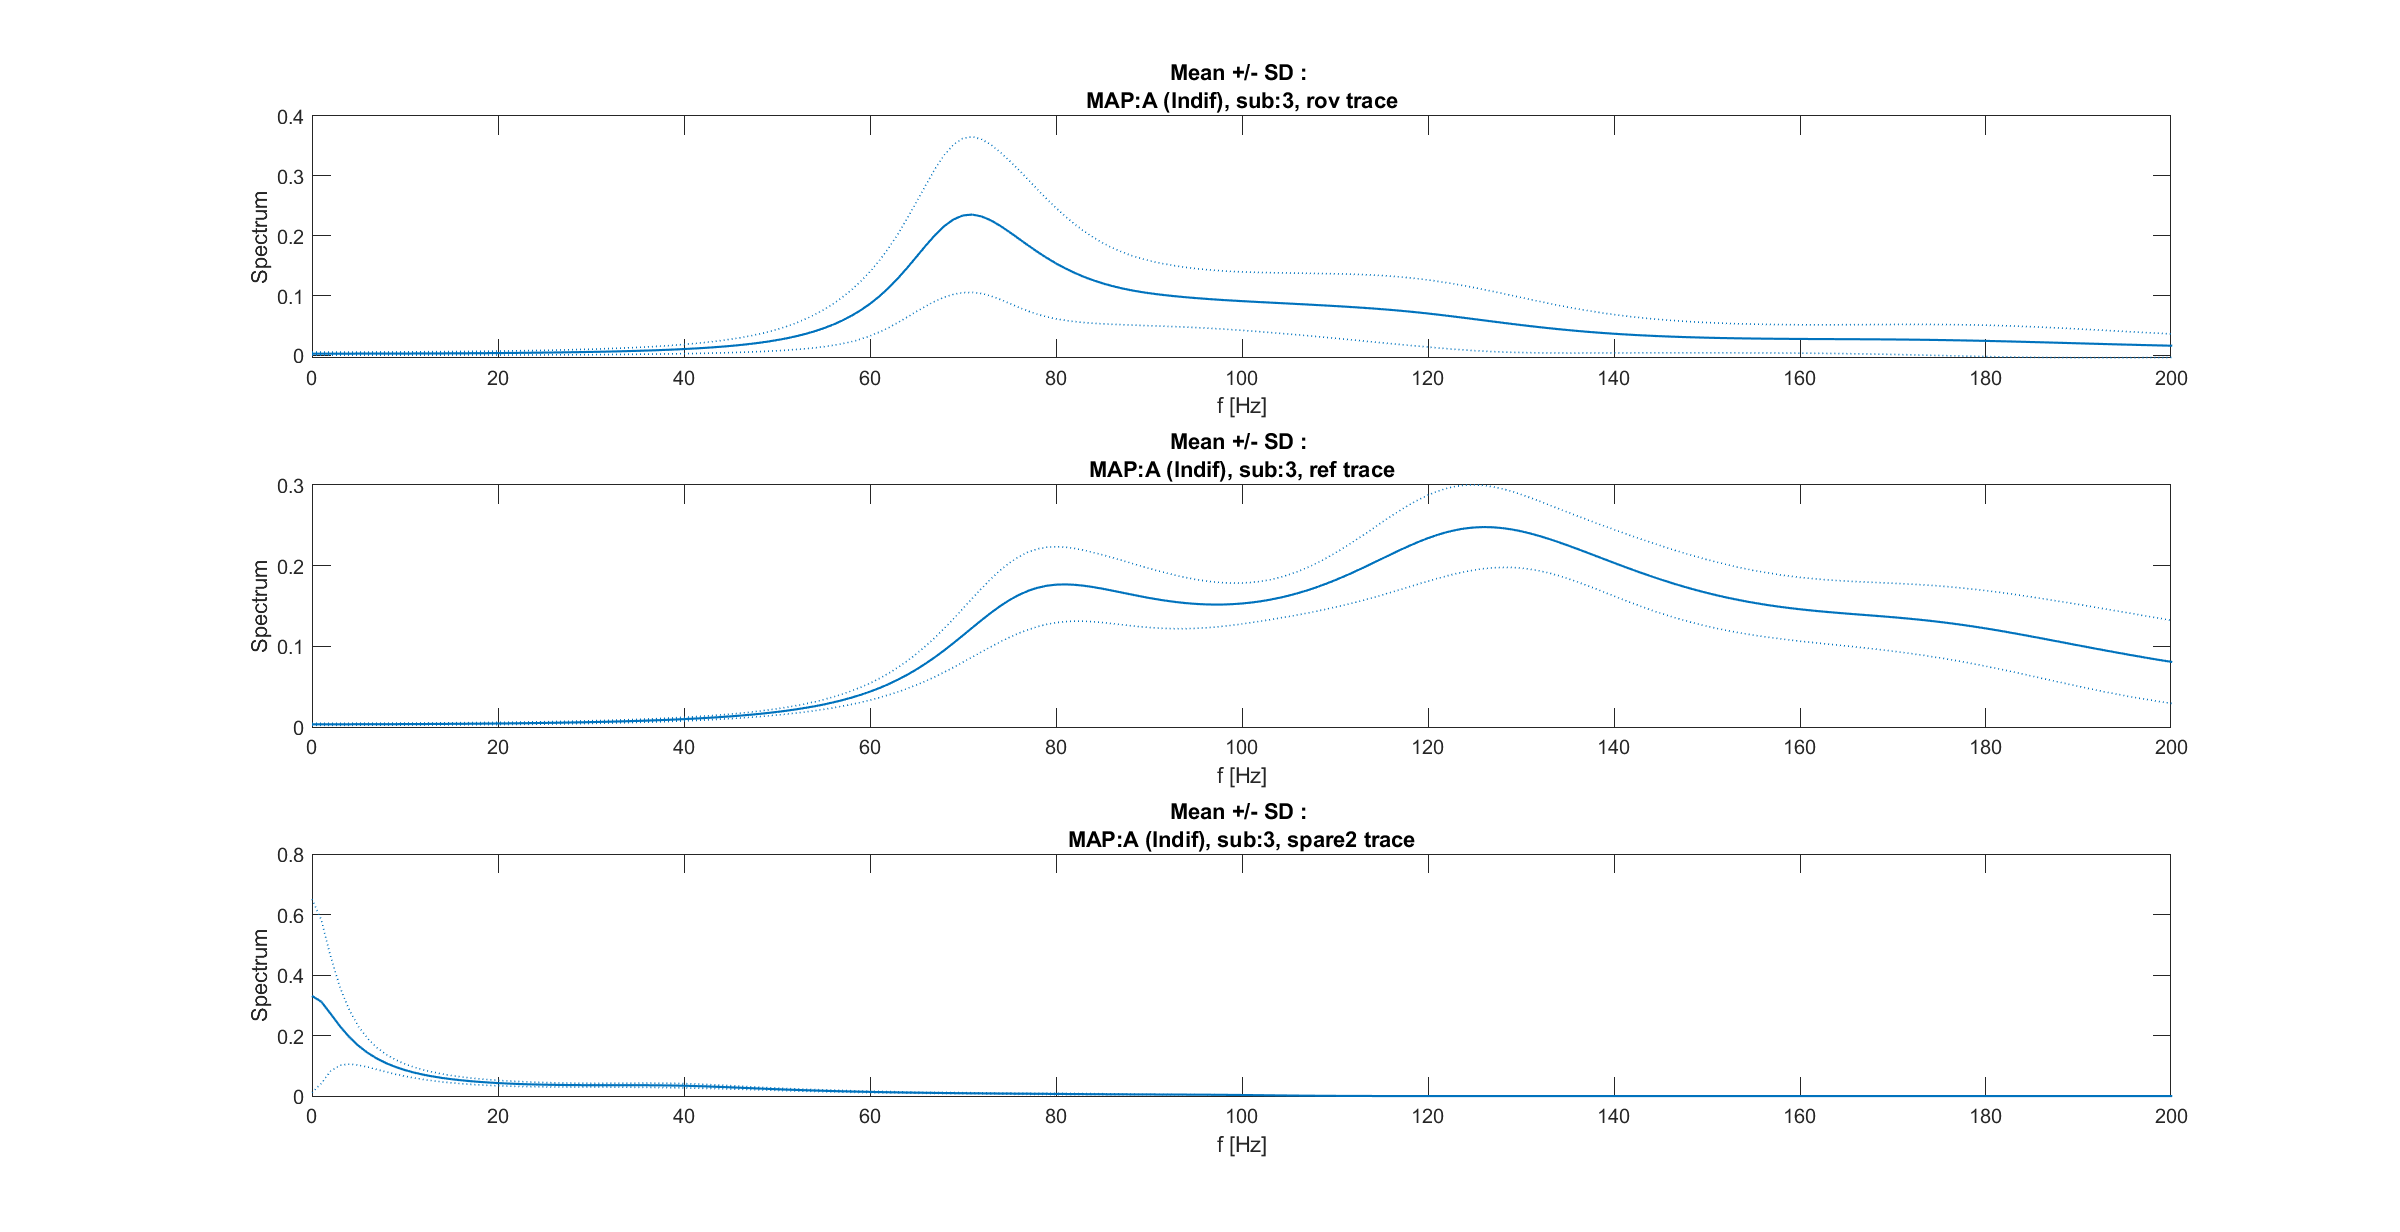 Mean +/- SD :
MAP:A (Indif), sub:3, rov trace
0.4
0.3
0.2
0.1
0
Spectrum
0 20 40 60 80 100 120 140 160 180 200
f [Hz]
Mean +/- SD :
MAP:A (Indif), sub:3, ref trace
0.3
0.2
0.1
0
Spectrum
0 20 40 60 80 100 120 140 160 180 200
f [Hz]
Mean +/- SD :
MAP:A (Indif), sub:3, spare2 trace
0.8
0.6
0.4
0.2
0
Spectrum
0 20 40 60 80 100 120 140 160 180 200
f [Hz]